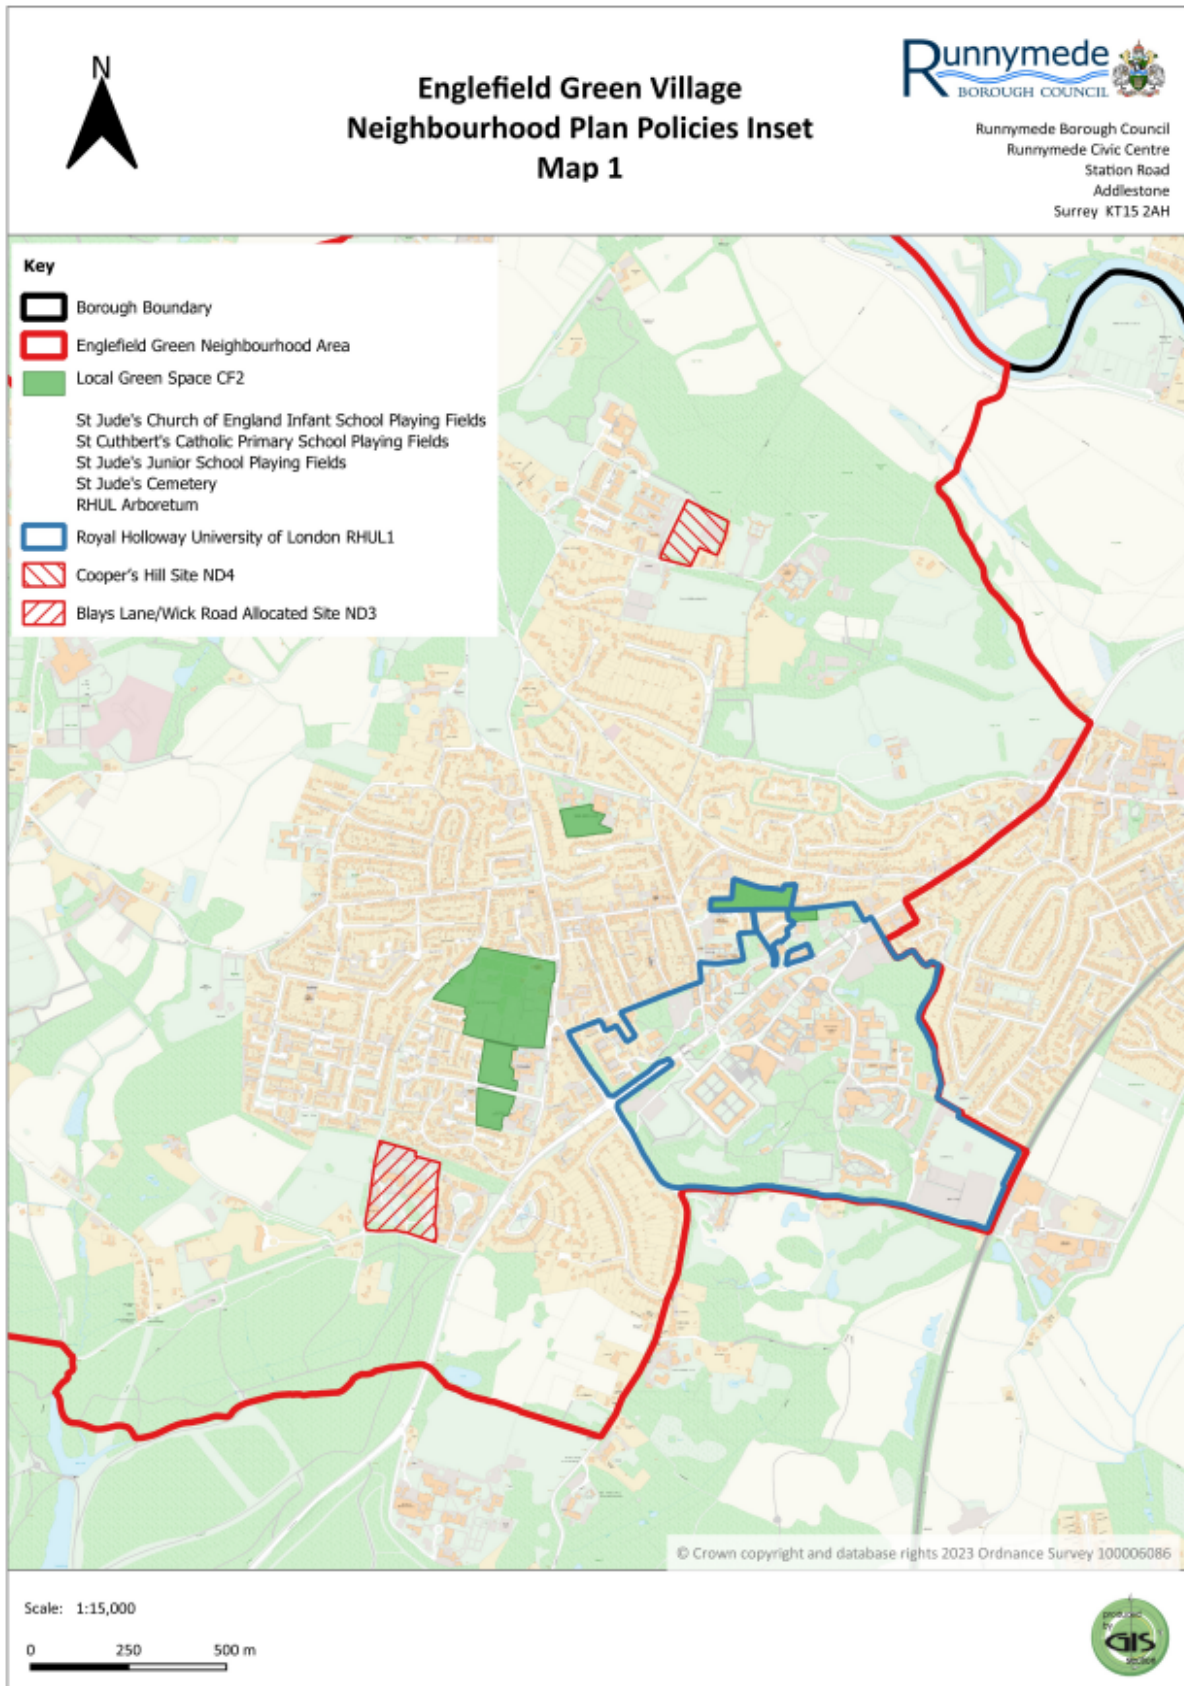 N
Englefield Green Village
Neighbourhood Plan Policies Inset
Map 1
Runnymede
BOROUGH COUNCIL
Runnymede Borough Council
Runnymede Civic Centre
Station Road
Addlestone
Surrey KT15 2AH
Key
Borough Boundary
Englefield Green Neighbourhood Area
Local Green Space CF2
St Jude's Church of England Infant School Playing Fields
St Cuthbert's Catholic Primary School Playing Fields
St Jude's Junior School Playing Fields
St Jude's Cemetery
RHUL Arboretum
Royal Holloway University of London RHUL1
Cooper's Hill Site ND4
Blays Lane/Wick Road Allocated Site ND3
© Crown copyright and database rights 2023 Ordnance Survey 100006086
Scale: 1:15,000
0 250 500 m
produced
by
GIS
section